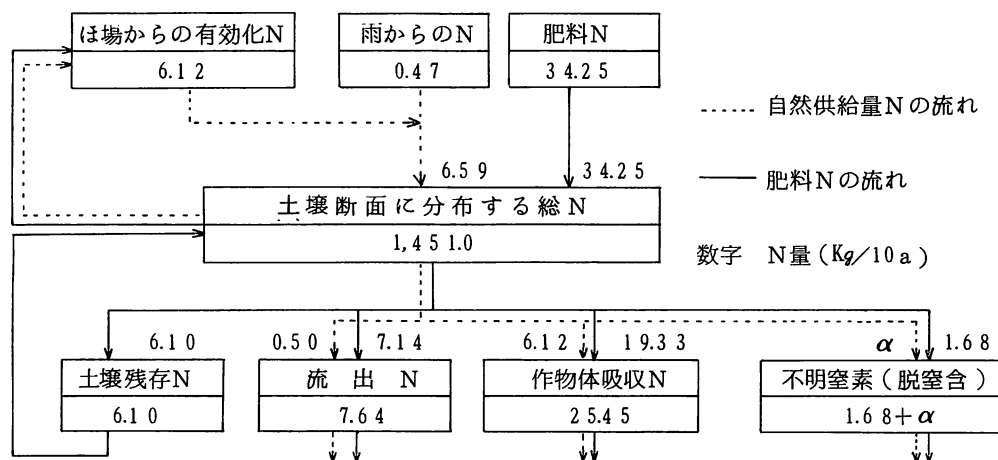 ほ場からの有効化N
6.12
雨からのN
0.47
肥料N
34.25
自然供給量Nの流れ
肥料Nの流れ
数字 N量(Kg/10a)
6.59
34.25
土壌断面に分布する総N
1,451.0
6.10
0.50
7.14
6.12
19.33
α
1.68
土壌残存N
6.10
流出N
7.64
作物体吸収N
25.45
不明窒素(脱窒含)
1.68+α